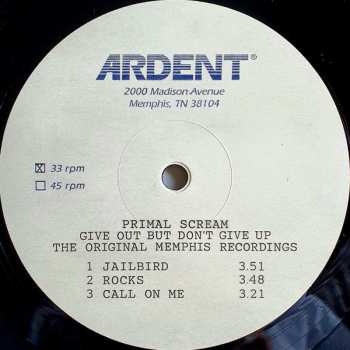 ARDENT®
2000 Madison Avenue
Memphis, TN 38104
☒ 33 rpm
☐ 45 rpm
PRIMAL SCREAM
GIVE OUT BUT DON'T GIVE UP
THE ORIGINAL MEMPHIS RECORDINGS
1 JAILBIRD 3.51
2 ROCKS 3.48
3 CALL ON ME 3.21